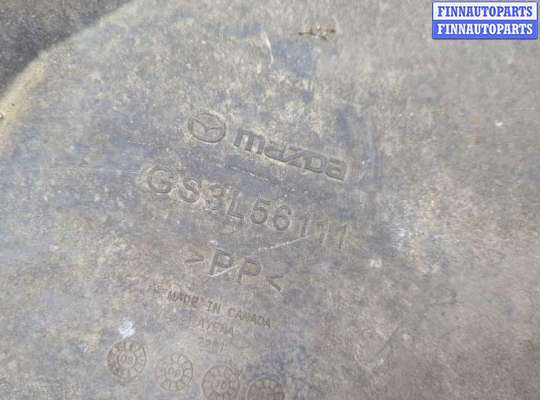 FINNAUTOPARTS
FINNAUTOPARTS
mazda
GS3L56111
>PP<
MADE IN CANADA